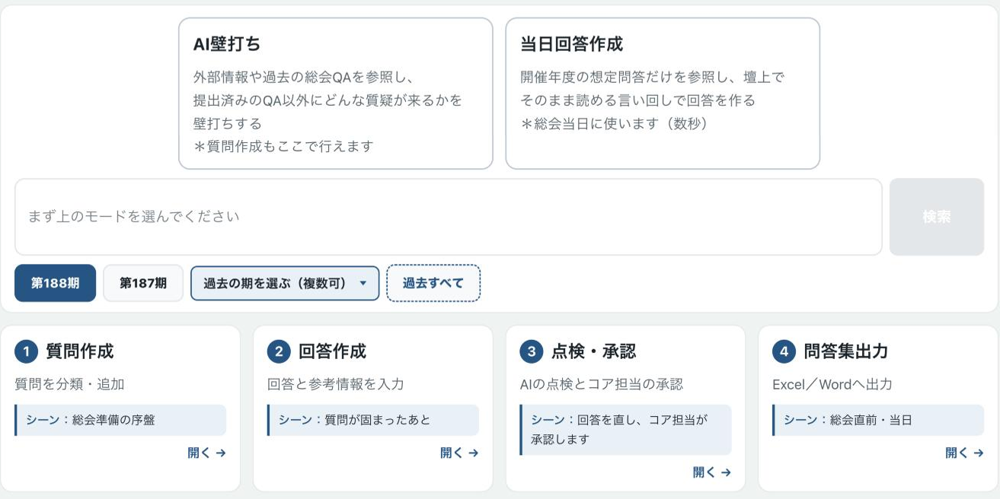 AI壁打ち
外部情報や過去の総会QAを参照し、
提出済みのQA以外にどんな質疑が来るかを
壁打ちする
＊質問作成もここで行えます
当日回答作成
開催年度の想定問答だけを参照し、壇上で
そのまま読める言い回しで回答を作る
＊総会当日に使います（数秒）
まず上のモードを選んでください
検索
第188期
第187期
過去の期を選ぶ（複数可）
過去すべて
1 質問作成
質問を分類・追加
シーン：総会準備の序盤
開く →
2 回答作成
回答と参考情報を入力
シーン：質問が固まったあと
開く →
3 点検・承認
AIの点検とコア担当の承認
シーン：回答を直し、コア担当が
承認します
開く →
4 問答集出力
Excel／Wordへ出力
シーン：総会直前・当日
開く →